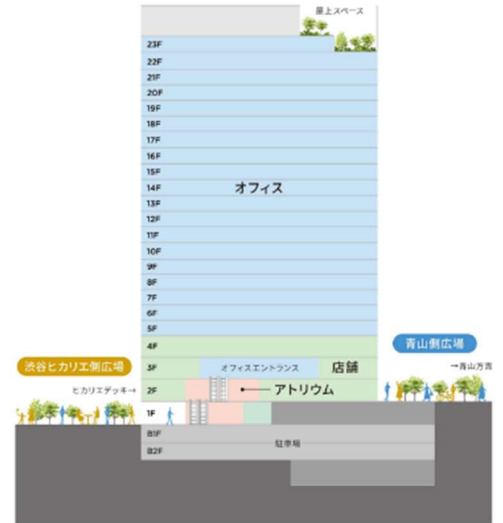 屋上スペース
23F
22F
21F
20F
19F
18F
17F
16F
15F
14F
オフィス
13F
12F
11F
10F
9F
8F
7F
6F
5F
4F
青山側広場
渋谷ヒカリエ側広場
3F
オフィスエントランス
店舗
→青山方面
ヒカリエデッキ→
2F
アトリウム
1F
B1F
駐車場
B2F